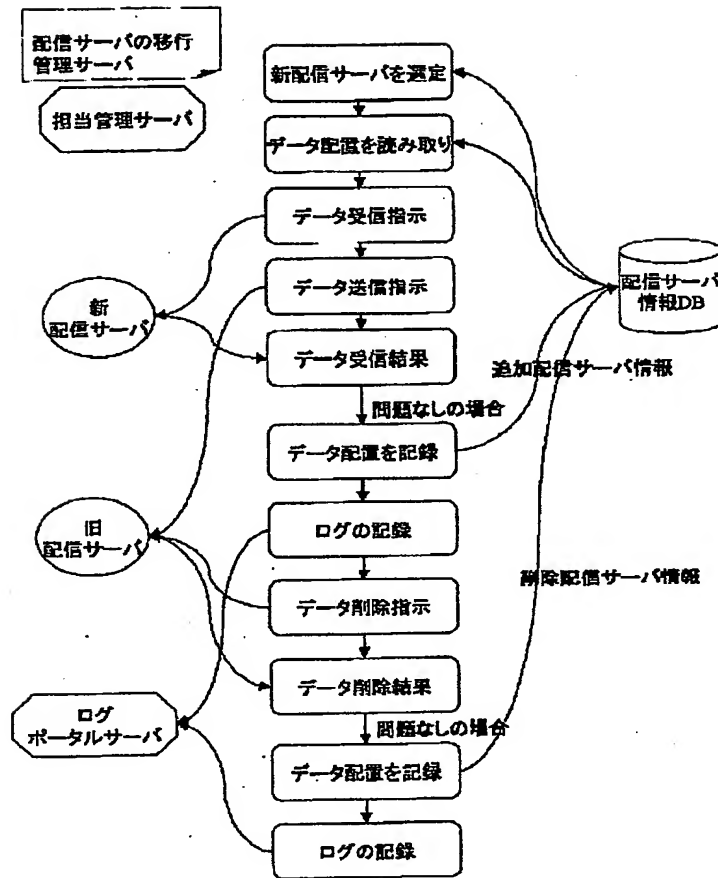 配信サーバの移行
管理サーバ
担当管理サーバ
新配信サーバを選定
データ配置を読み取り
データ受信指示
データ送信指示
新
配信サーバ
配信サーバ
情報DB
データ受信結果
追加配信サーバ情報
問題なしの場合
データ配置を記録
旧
配信サーバ
ログの記録
削除配信サーバ情報
データ削除指示
データ削除結果
ログ
ポータルサーバ
問題なしの場合
データ配置を記録
ログの記録